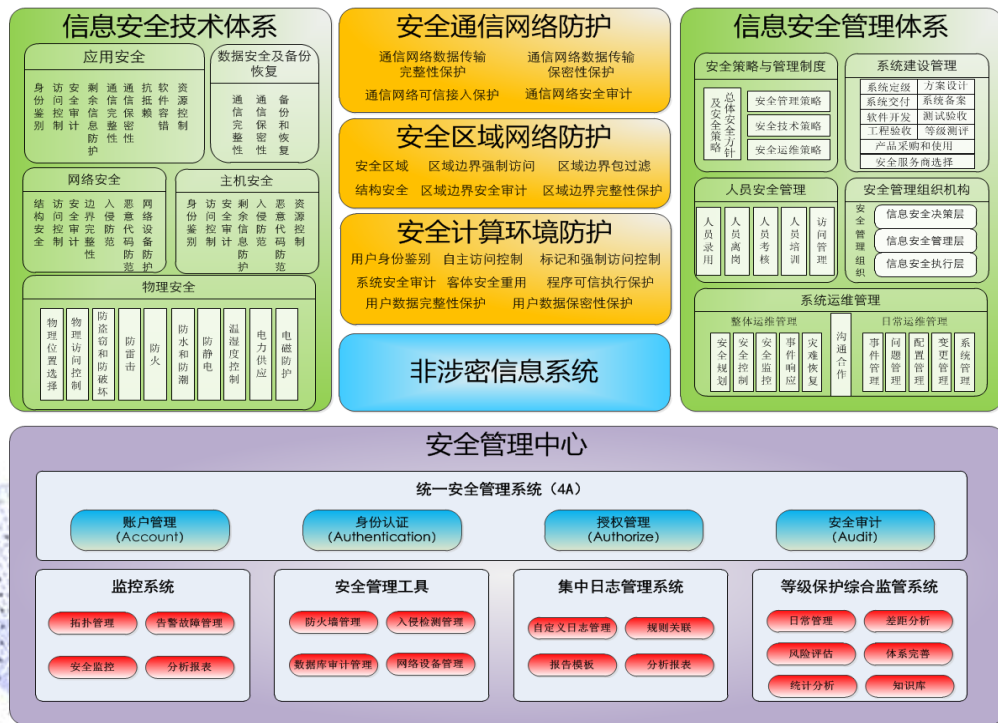 信息安全技术体系
应用安全
身份鉴别
访问控制
安全审计
剩余信息防护
通信完整性
通信保密性
抗抵赖
软件容错
资源控制
数据安全及备份
恢复
通信完整性
通信保密性
备份和恢复
网络安全
结构安全
访问控制
安全审计
边界完整性
入侵防范
恶意代码防范
网络设备防护
主机安全
身份鉴别
访问控制
安全审计
剩余信息防护
入侵防范
恶意代码防范
资源控制
物理安全
物理位置选择
物理访问控制
防盗窃和防破坏
防雷击
防火
防水和防潮
防静电
温湿度控制
电力供应
电磁防护
安全通信网络防护
通信网络数据传输
完整性保护
通信网络数据传输
保密性保护
通信网络可信接入保护
通信网络安全审计
安全区域网络防护
安全区域 区域边界强制访问 区域边界包过滤
结构安全 区域边界安全审计 区域边界完整性保护
安全计算环境防护
用户身份鉴别 自主访问控制 标记和强制访问控制
系统安全审计 客体安全重用 程序可信执行保护
用户数据完整性保护 用户数据保密性保护
非涉密信息系统
信息安全管理体系
安全策略与管理制度
总体安全方针
及安全策略
安全管理策略
安全技术策略
安全运维策略
系统建设管理
系统定级 方案设计
系统交付 系统备案
软件开发 测试验收
工程验收 等级测评
产品采购和使用
安全服务商选择
人员安全管理
人员录用
人员离岗
人员考核
人员培训
访问管理
安全管理组织机构
安全管理组织
信息安全决策层
信息安全管理层
信息安全执行层
系统运维管理
整体运维管理
安全规划
安全控制
安全监控
事件响应
灾难恢复
沟通合作
日常运维管理
事件管理
问题管理
配置管理
变更管理
系统管理
安全管理中心
统一安全管理系统（4A）
账户管理
(Account)
身份认证
(Authentication)
授权管理
(Authorize)
安全审计
(Audit)
监控系统
拓扑管理 告警故障管理
安全监控 分析报表
安全管理工具
防火墙管理 入侵检测管理
数据库审计管理 网络设备管理
集中日志管理系统
自定义日志管理 规则关联
报告模板 分析报表
等级保护综合监管系统
日常管理 差距分析
风险评估 体系完善
统计分析 知识库